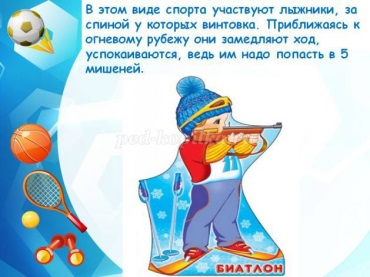 В этом виде спорта участвуют лыжники, за
спиной у которых винтовка. Приближаясь к
огневому рубежу они замедляют ход,
успокаиваются, ведь им надо попасть в 5
мишеней.
БИАТЛОН